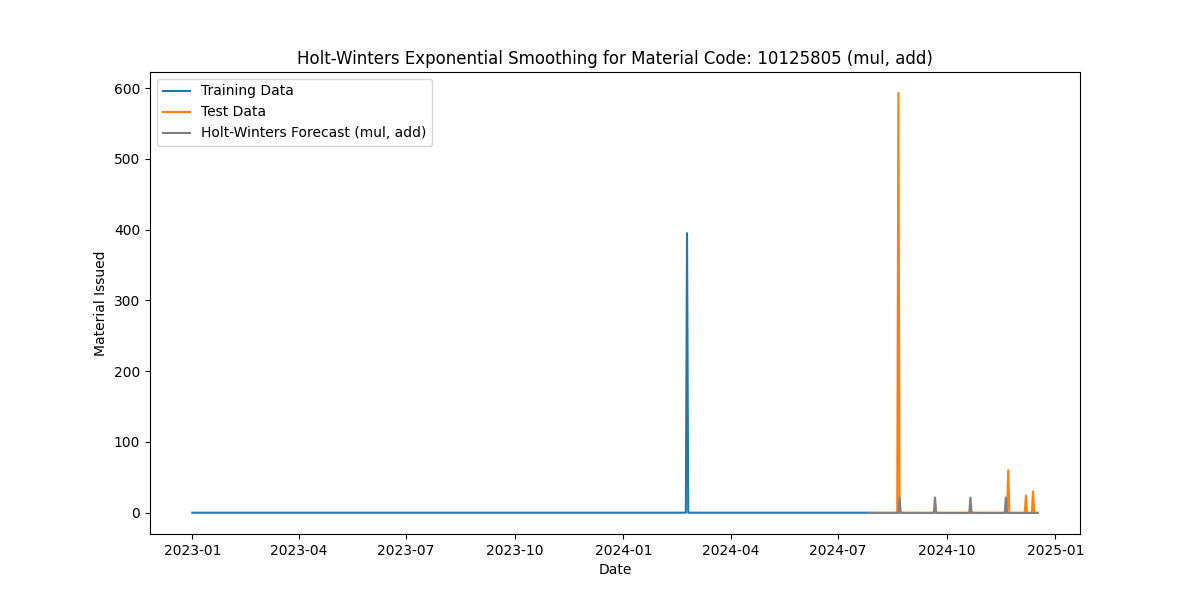 Holt-Winters Exponential Smoothing for Material Code: 10125805 (mul, add)
Training Data
Test Data
Holt-Winters Forecast (mul, add)
Material Issued
600
500
400
300
200
100
0
2023-01 2023-04 2023-07 2023-10 2024-01 2024-04 2024-07 2024-10 2025-01
Date